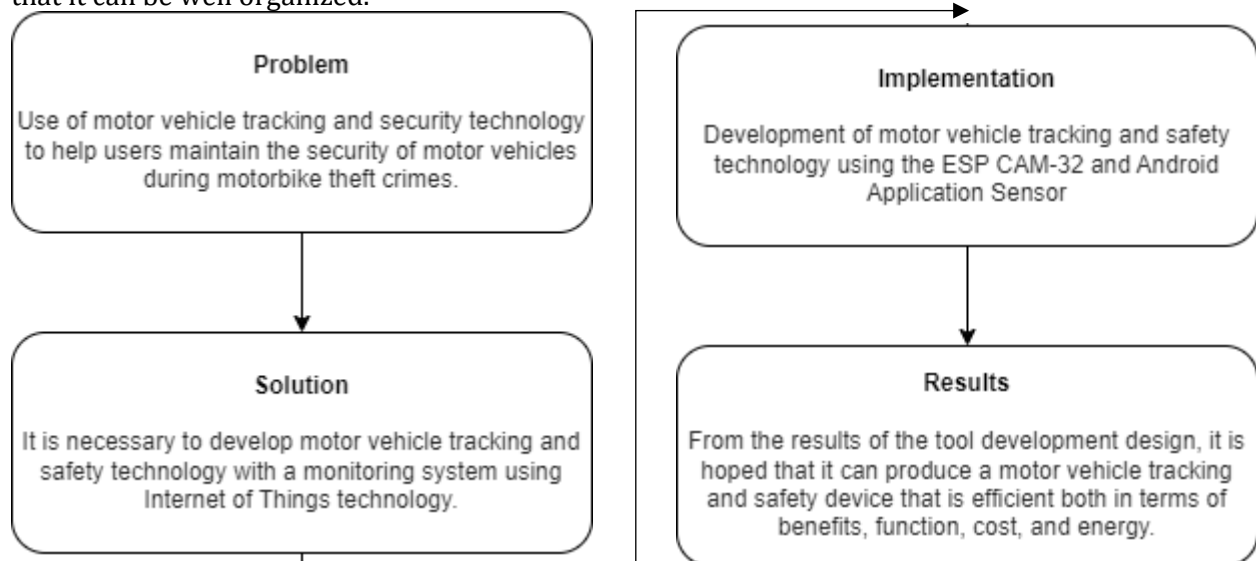 that it can be well organized.
Problem
Use of motor vehicle tracking and security technology
to help users maintain the security of motor vehicles
during motorbike theft crimes.
Solution
It is necessary to develop motor vehicle tracking and
safety technology with a monitoring system using
Internet of Things technology.
Implementation
Development of motor vehicle tracking and safety
technology using the ESP CAM-32 and Android
Application Sensor
Results
From the results of the tool development design, it is
hoped that it can produce a motor vehicle tracking
and safety device that is efficient both in terms of
benefits, function, cost, and energy.